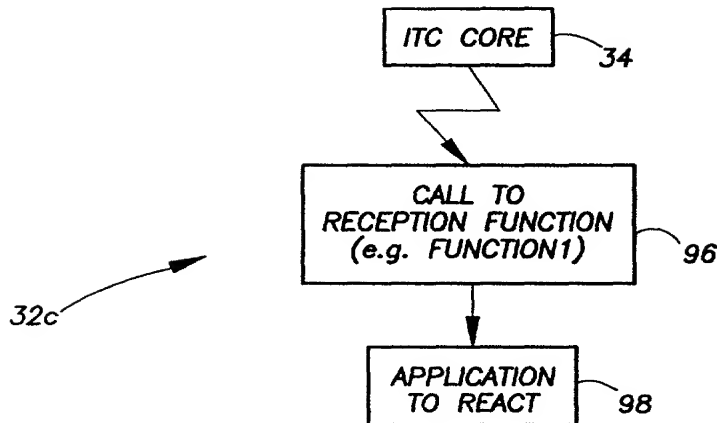 ITC CORE
34
CALL TO
RECEPTION FUNCTION
(e.g. FUNCTION1)
96
32c
APPLICATION
TO REACT
98